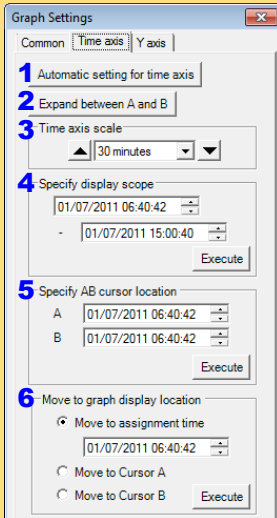 Graph Settings
Common Time axis Y axis
1 Automatic setting for time axis
2 Expand between A and B
3 Time axis scale
30 minutes
4 Specify display scope
01/07/2011 06:40:42
- 01/07/2011 15:00:40
Execute
5 Specify AB cursor location
A 01/07/2011 06:40:42
B 01/07/2011 06:40:42
Execute
6 Move to graph display location
Move to assignment time
01/07/2011 06:40:42
Move to Cursor A
Move to Cursor B Execute